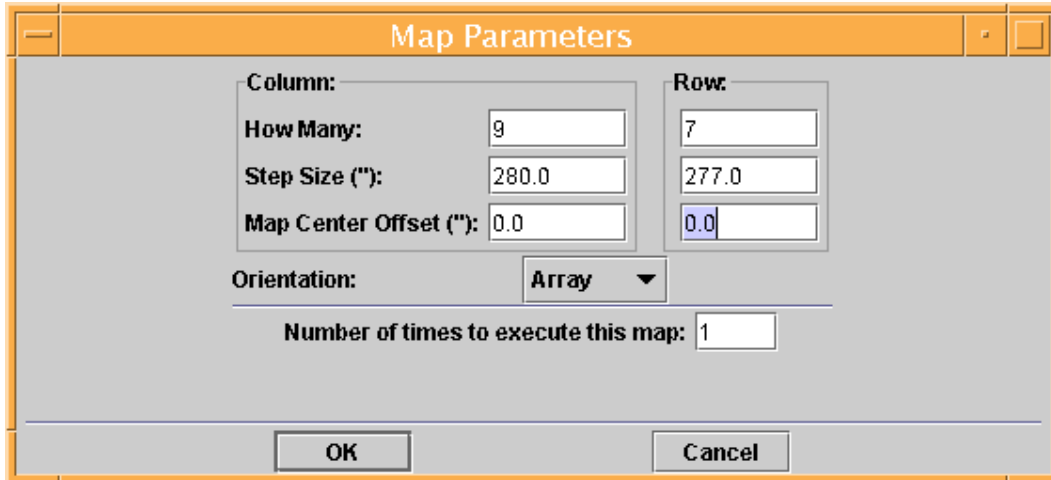 Map Parameters
Column: Row:
How Many: 9 7
Step Size ("): 280.0 277.0
Map Center Offset ("): 0.0 0.0
Orientation: Array
Number of times to execute this map: 1
OK Cancel